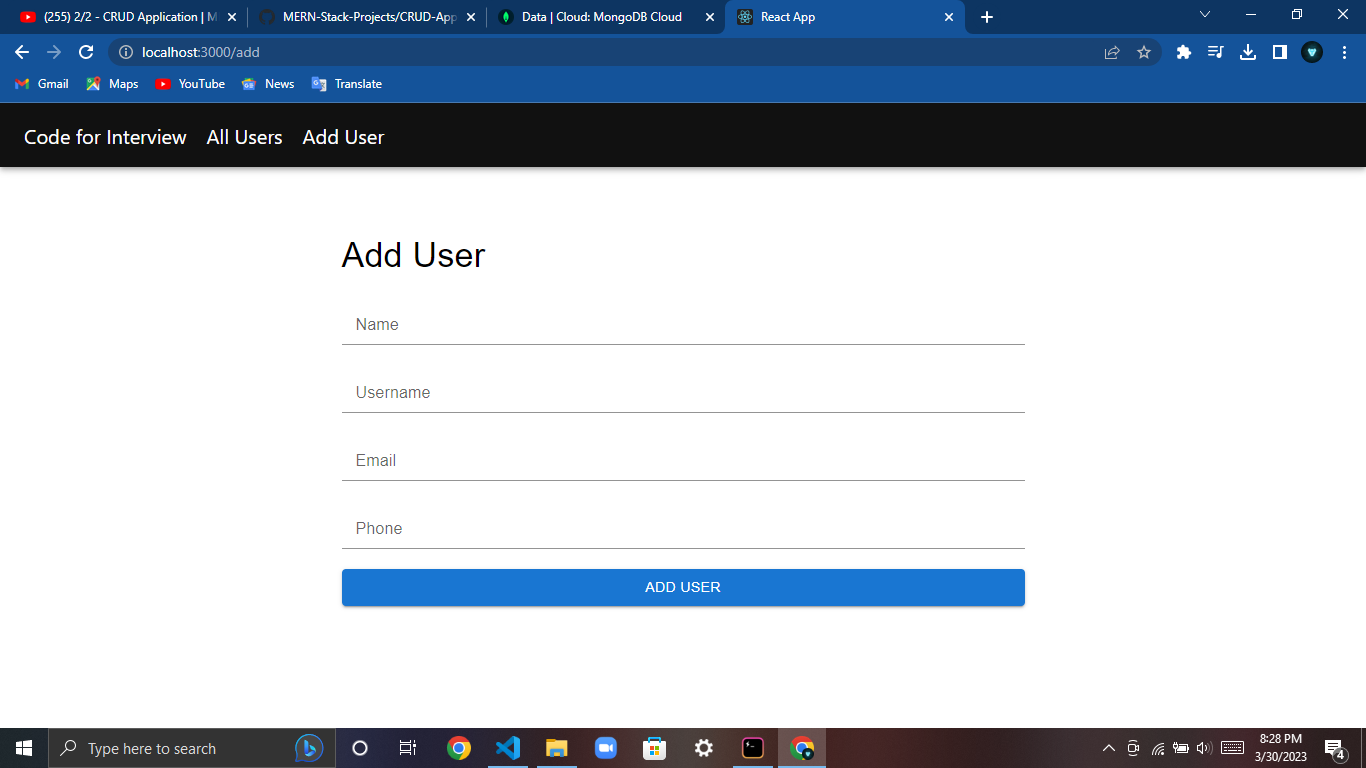 (255) 2/2 - CRUD Application | M
MERN-Stack-Projects/CRUD-App
Data | Cloud: MongoDB Cloud
React App
localhost:3000/add
Gmail
Maps
YouTube
News
Translate
Code for Interview
All Users
Add User
Add User
Name
Username
Email
Phone
ADD USER
Type here to search
8:28 PM
3/30/2023
4